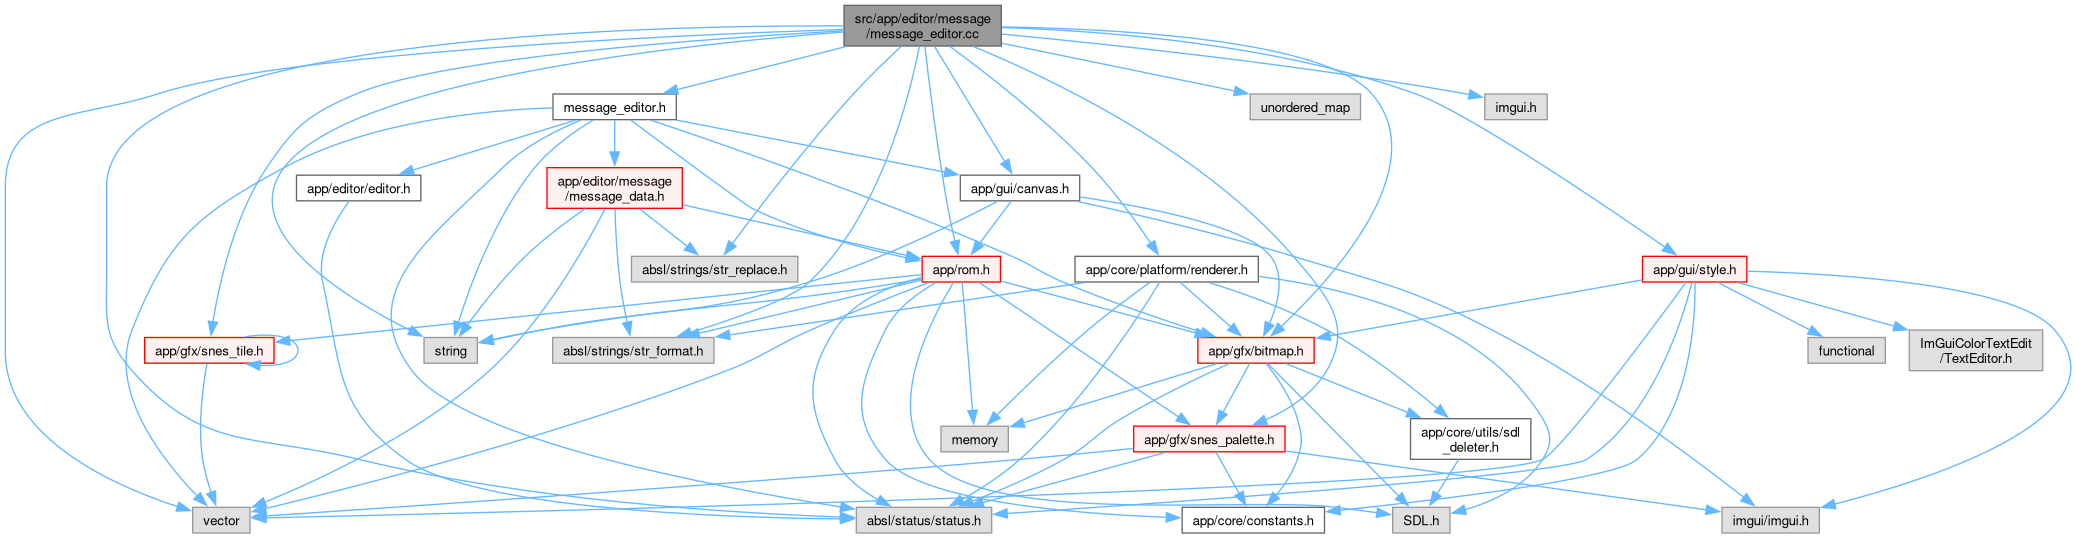 src/app/editor/message
/message_editor.cc
message_editor.h
unordered_map
imgui.h
app/editor/editor.h
app/editor/message
/message_data.h
app/gui/canvas.h
absl/strings/str_replace.h
app/rom.h
app/core/platform/renderer.h
app/gui/style.h
app/gfx/snes_tile.h
string
absl/strings/str_format.h
app/gfx/bitmap.h
functional
ImGuiColorTextEdit
/TextEditor.h
memory
app/gfx/snes_palette.h
app/core/utils/sdl
_deleter.h
vector
absl/status/status.h
app/core/constants.h
SDL.h
imgui/imgui.h